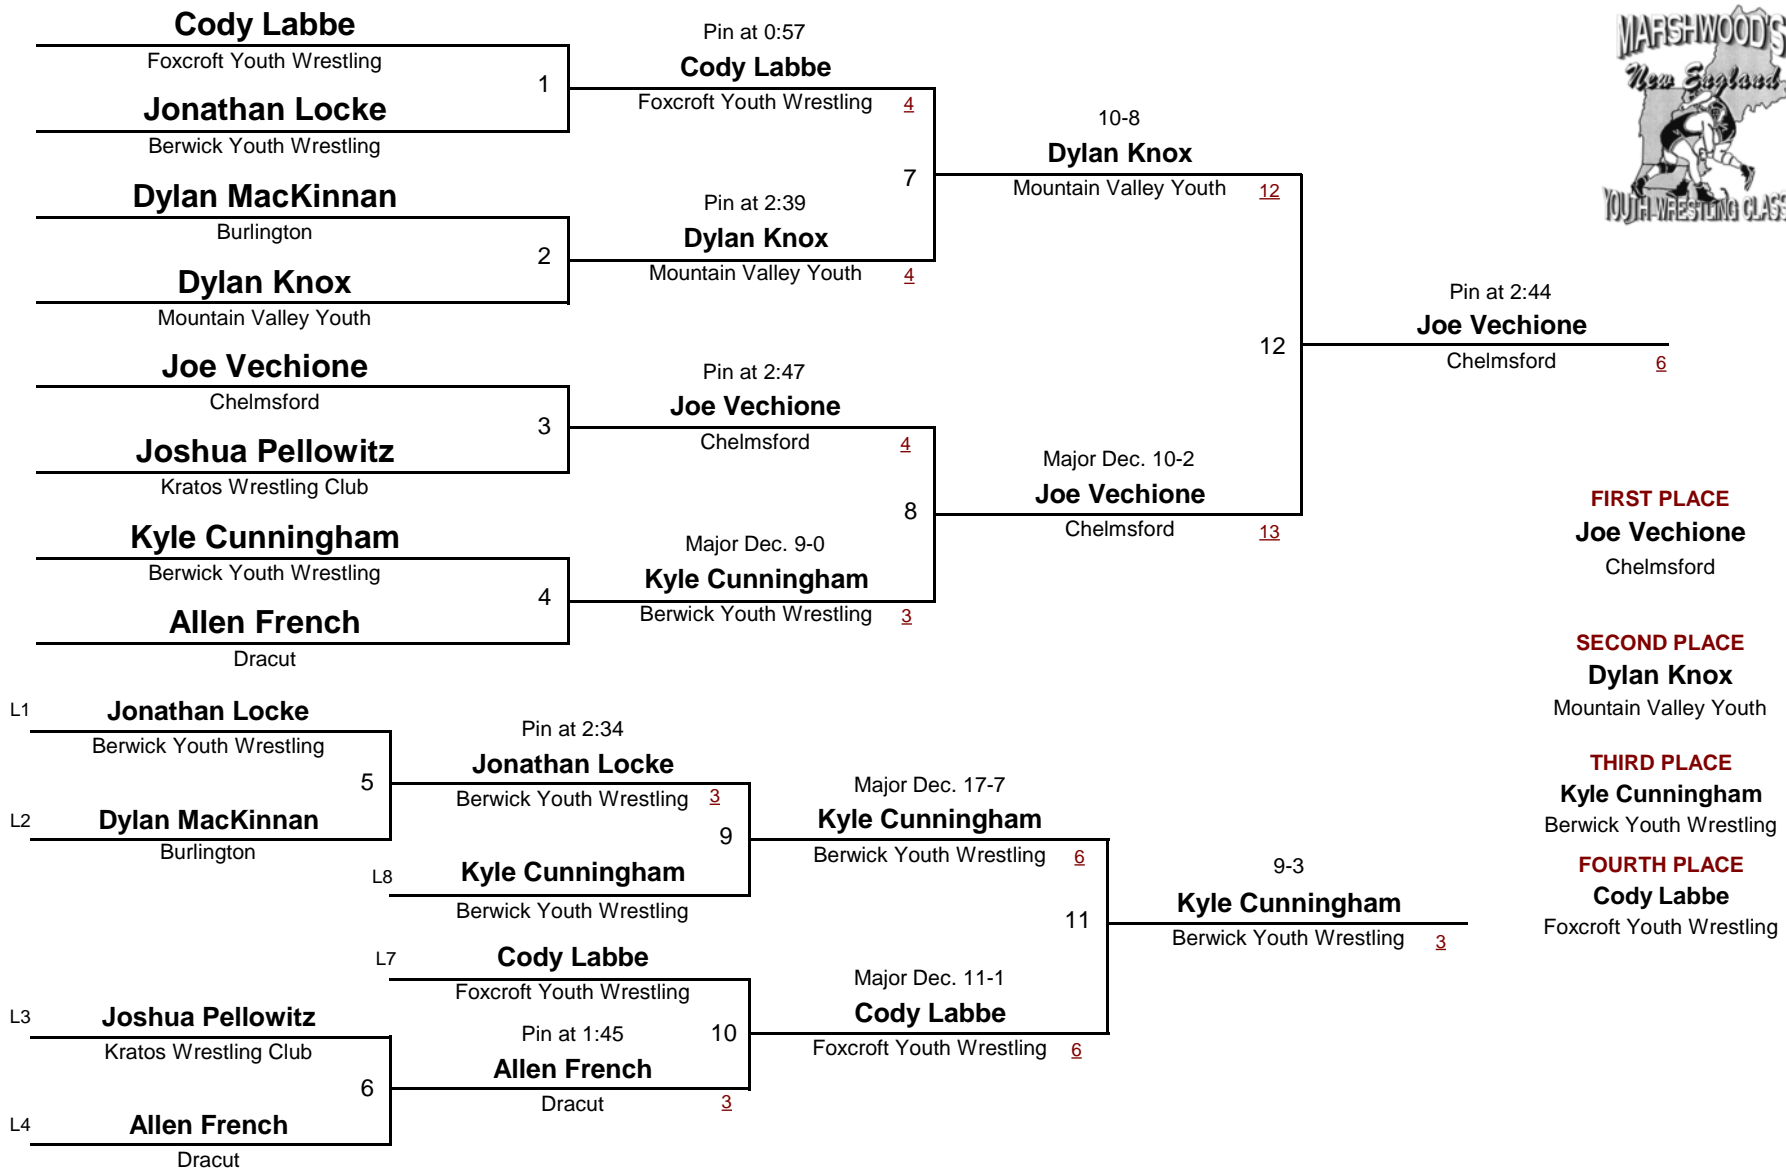 Cody Labbe
Foxcroft Youth Wrestling
1
Jonathan Locke
Berwick Youth Wrestling
Dylan MacKinnan
Burlington
2
Dylan Knox
Mountain Valley Youth
Joe Vechione
Chelmsford
3
Joshua Pellowitz
Kratos Wrestling Club
Kyle Cunningham
Berwick Youth Wrestling
4
Allen French
Dracut
Pin at 0:57
Cody Labbe
Foxcroft Youth Wrestling 4
7
Pin at 2:39
Dylan Knox
Mountain Valley Youth 4
Pin at 2:47
Joe Vechione
Chelmsford 4
8
Major Dec. 9-0
Kyle Cunningham
Berwick Youth Wrestling 3
10-8
Dylan Knox
Mountain Valley Youth 12
12
Major Dec. 10-2
Joe Vechione
Chelmsford 13
Pin at 2:44
Joe Vechione
Chelmsford 6
MARSHWOOD'S
New England
YOUTH WRESTLING CLASS
FIRST PLACE
Joe Vechione
Chelmsford
SECOND PLACE
Dylan Knox
Mountain Valley Youth
THIRD PLACE
Kyle Cunningham
Berwick Youth Wrestling
FOURTH PLACE
Cody Labbe
Foxcroft Youth Wrestling
L1 Jonathan Locke
Berwick Youth Wrestling
5
L2 Dylan MacKinnan
Burlington
L3 Joshua Pellowitz
Kratos Wrestling Club
6
L4 Allen French
Dracut
Pin at 2:34
Jonathan Locke
Berwick Youth Wrestling 3
9
L8 Kyle Cunningham
Berwick Youth Wrestling
L7 Cody Labbe
Foxcroft Youth Wrestling
10
Pin at 1:45
Allen French
Dracut 3
Major Dec. 17-7
Kyle Cunningham
Berwick Youth Wrestling 6
11
Major Dec. 11-1
Cody Labbe
Foxcroft Youth Wrestling 6
9-3
Kyle Cunningham
Berwick Youth Wrestling 3